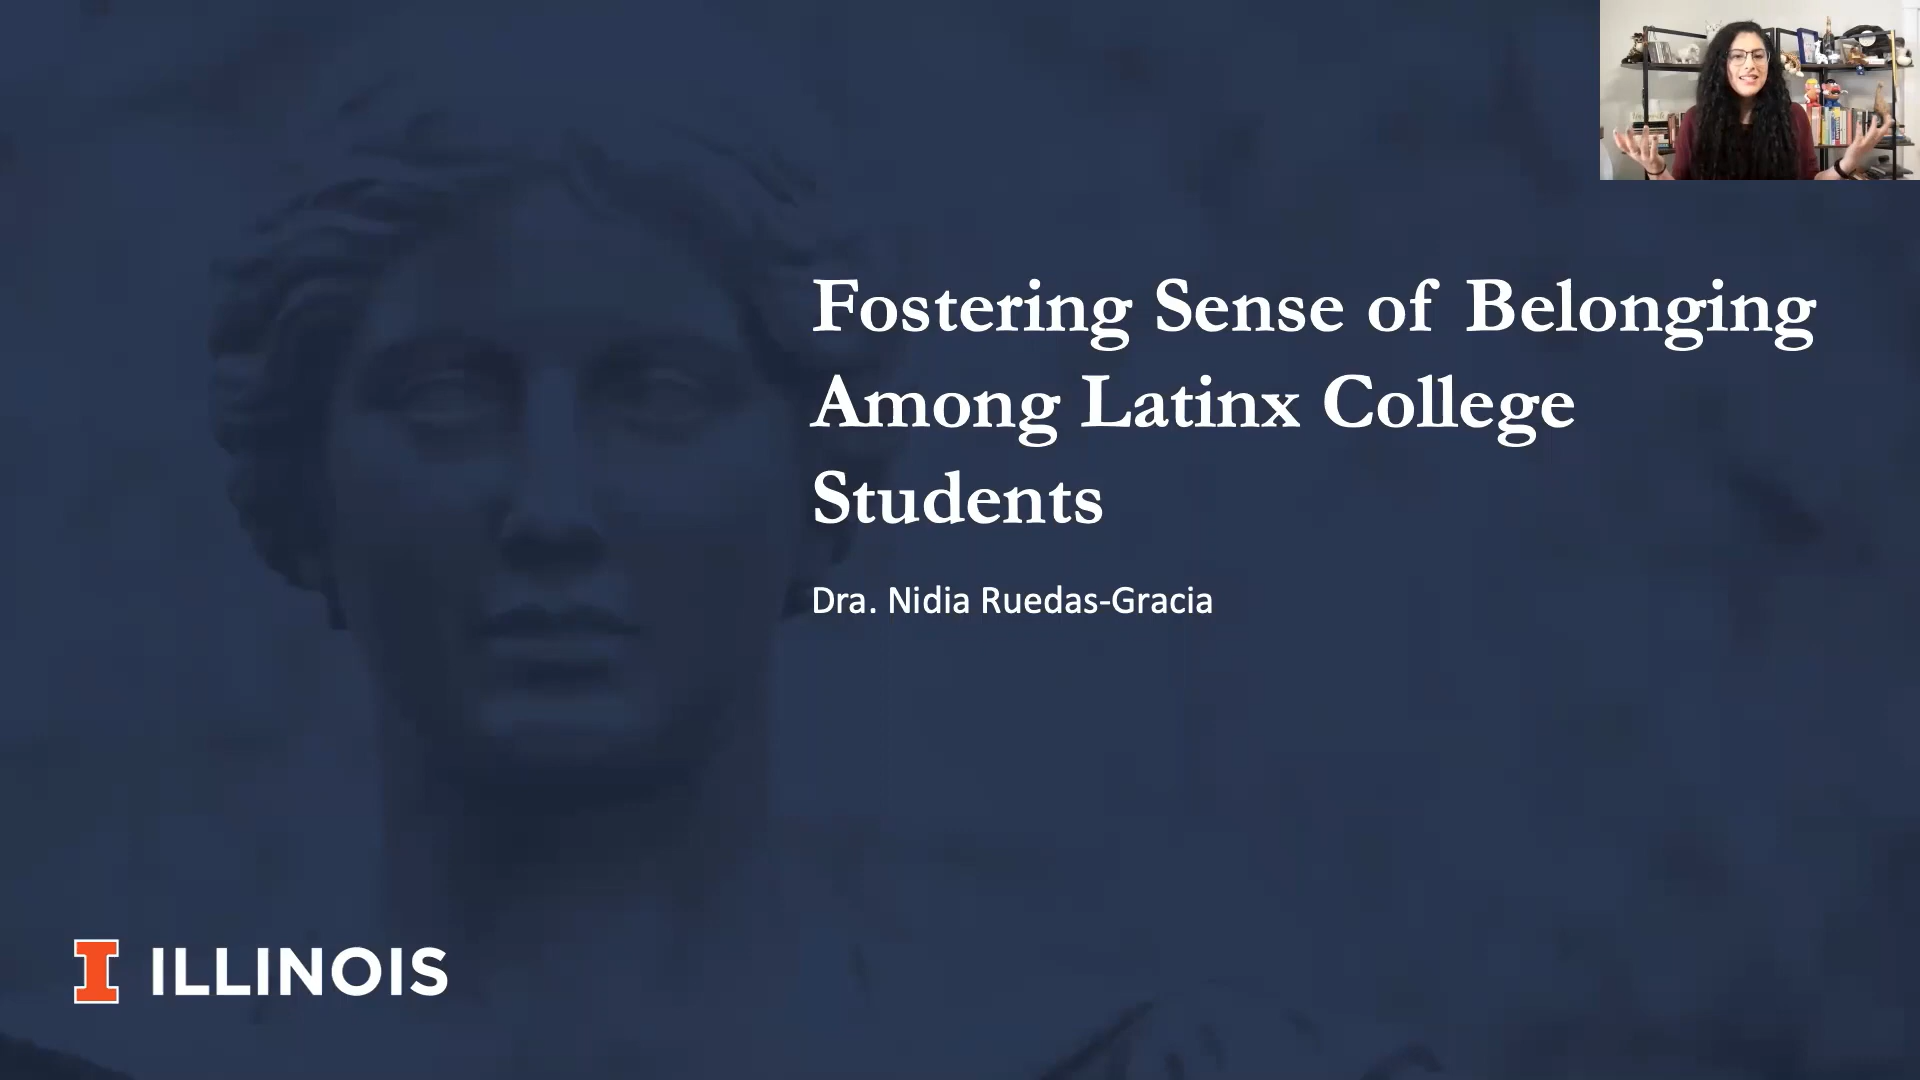 Fostering Sense of Belonging
Among Latinx College
Students
Dra. Nidia Ruedas-Gracia
I ILLINOIS